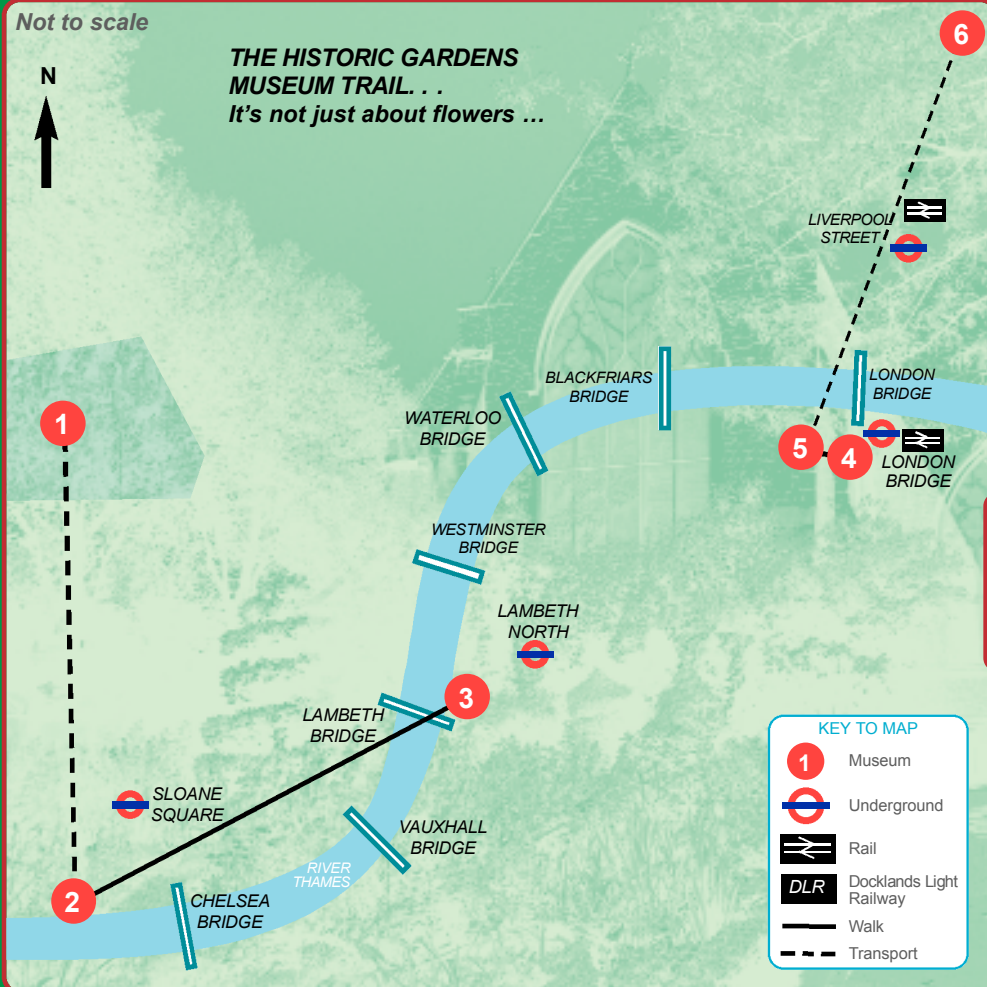 Not to scale
THE HISTORIC GARDENS
MUSEUM TRAIL. . .
It's not just about flowers ...
N
6
LIVERPOOL
STREET
BLACKFRIARS
BRIDGE
LONDON
BRIDGE
WATERLOO
BRIDGE
1
5
4
LONDON
BRIDGE
WESTMINSTER
BRIDGE
LAMBETH
NORTH
3
LAMBETH
BRIDGE
SLOANE
SQUARE
VAUXHALL
BRIDGE
RIVER
THAMES
2
CHELSEA
BRIDGE
KEY TO MAP
1 Museum
Underground
Rail
DLR Docklands Light
Railway
Walk
Transport